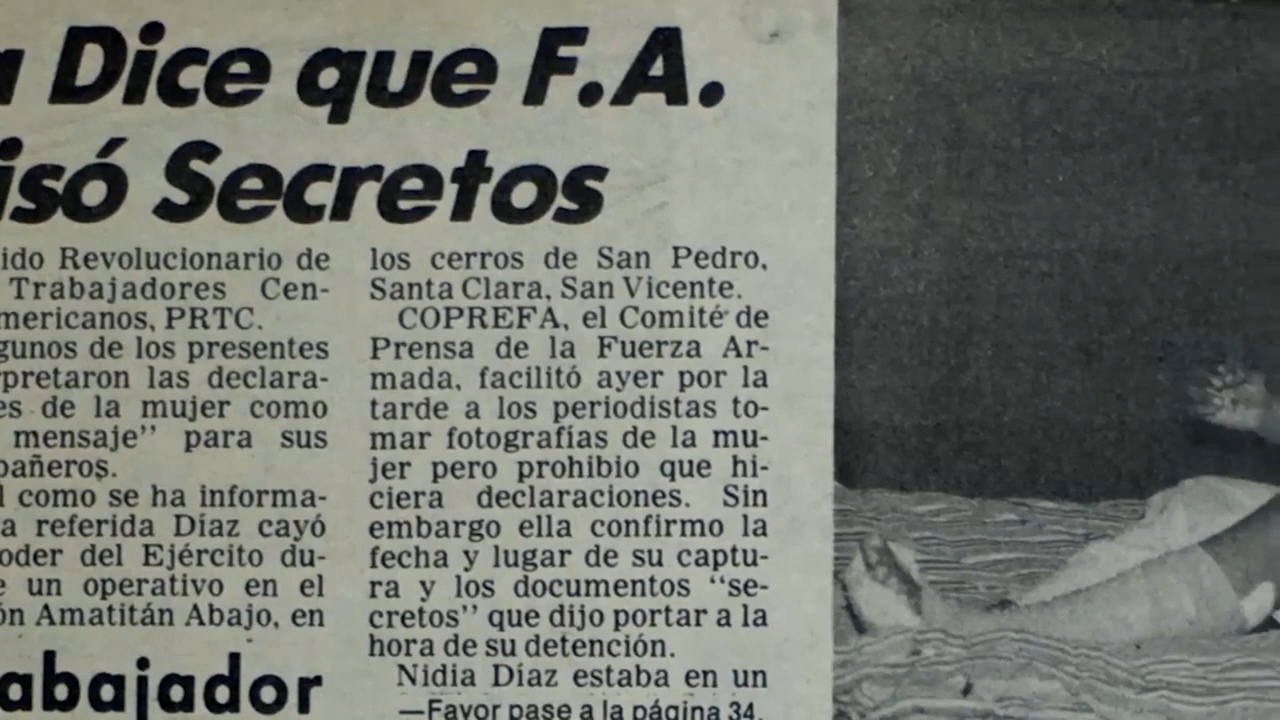 Dice que F.A.
isó Secretos
ido Revolucionario de
Trabajadores Cen-
mericanos, PRTC.
gunos de los presentes
rpretaron las declara-
es de la mujer como
mensaje" para sus
pañeros.
l como se ha informa-
a referida Díaz cayó
oder del Ejército du-
e un operativo en el
ón Amatitán Abajo, en
abajador
los cerros de San Pedro,
Santa Clara, San Vicente.
COPREFA, el Comité de
Prensa de la Fuerza Ar-
mada, facilitó ayer por la
tarde a los periodistas to-
mar fotografías de la mu-
jer pero prohibio que hi-
ciera declaraciones. Sin
embargo ella confirmo la
fecha y lugar de su captu-
ra y los documentos "se-
cretos" que dijo portar a la
hora de su detención.
Nidia Díaz estaba en un
—Favor pase a la página 34.